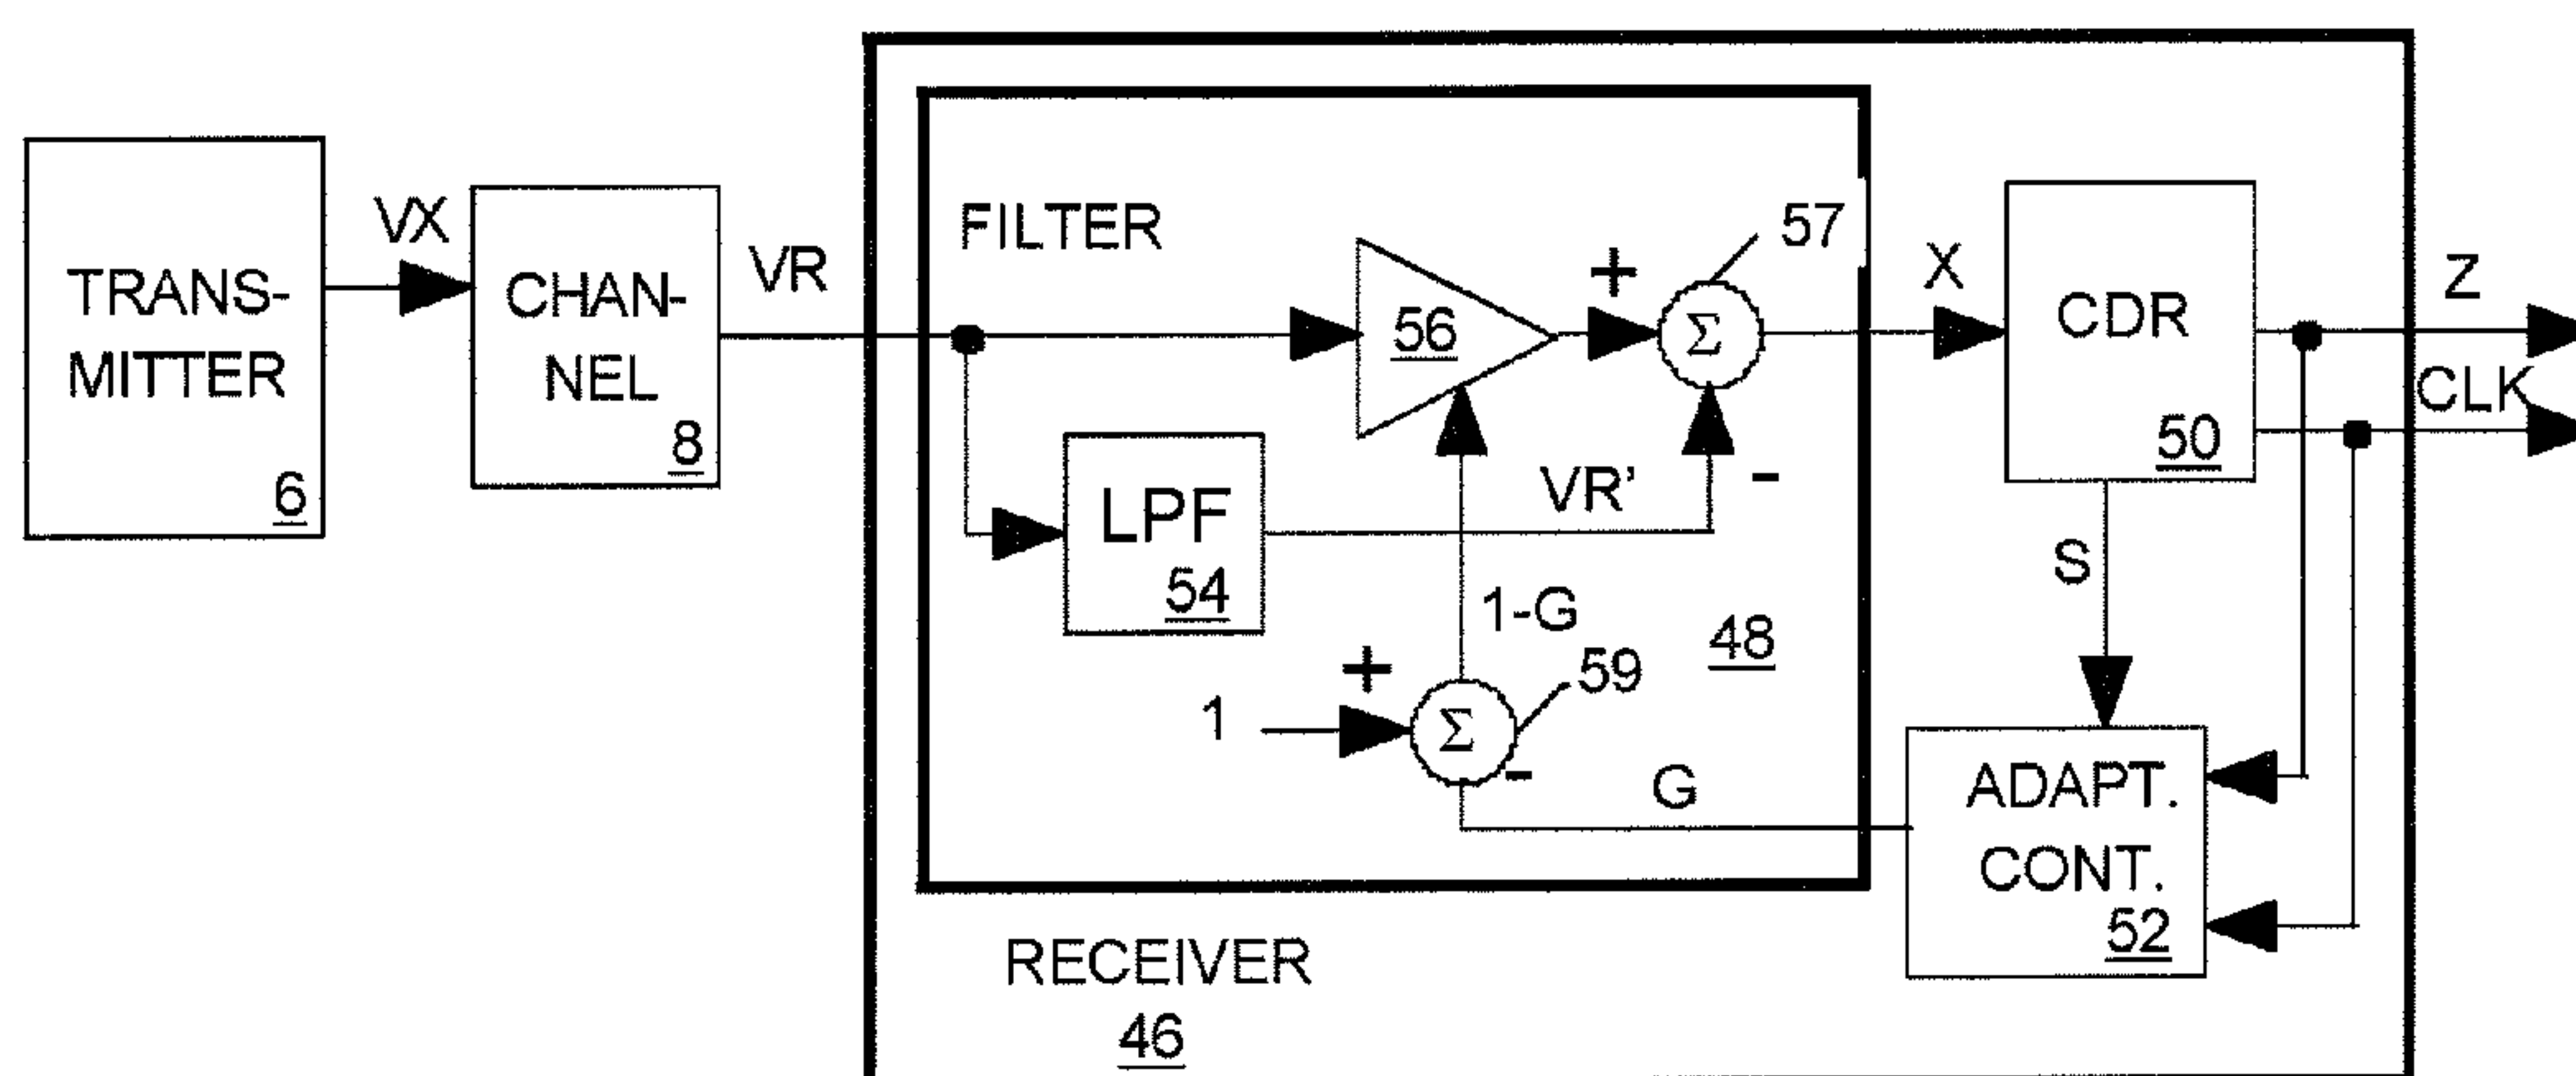 TRANS-
MITTER
6
VX
CHAN-
NEL
8
VR
FILTER
56
+
57
Σ
-
LPF
54
VR'
1-G
48
1
+
59
Σ
-
G
X
CDR
50
S
Z
CLK
ADAPT.
CONT.
52
RECEIVER
46